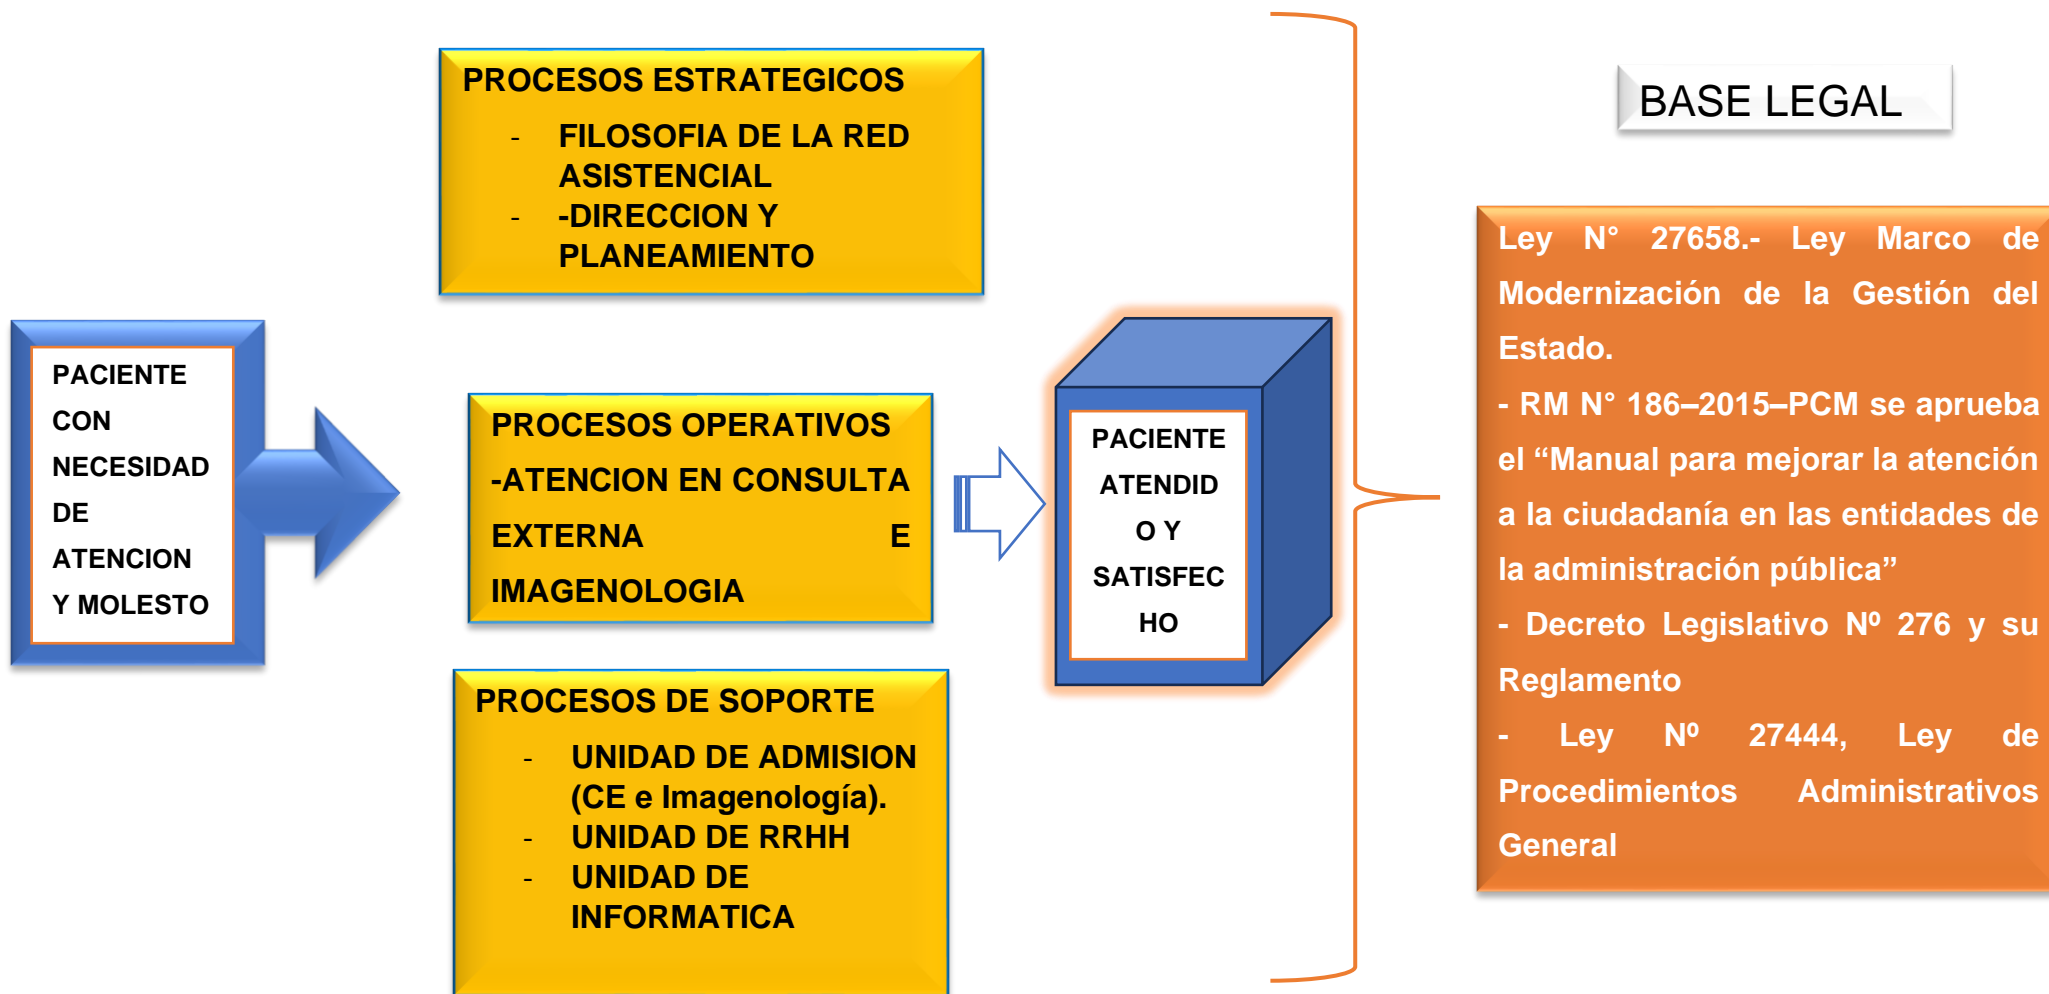 PACIENTE
CON
NECESIDAD
DE
ATENCION
Y MOLESTO
PROCESOS ESTRATEGICOS
- FILOSOFIA DE LA RED
ASISTENCIAL
- -DIRECCION Y
PLANEAMIENTO
PROCESOS OPERATIVOS
-ATENCION EN CONSULTA
EXTERNA E
IMAGENOLOGIA
PROCESOS DE SOPORTE
- UNIDAD DE ADMISION
(CE e Imagenología).
- UNIDAD DE RRHH
- UNIDAD DE
INFORMATICA
PACIENTE
ATENDID
O Y
SATISFEC
HO
BASE LEGAL
Ley N° 27658.- Ley Marco de
Modernización de la Gestión del
Estado.
- RM N° 186–2015–PCM se aprueba
el “Manual para mejorar la atención
a la ciudadanía en las entidades de
la administración pública”
- Decreto Legislativo Nº 276 y su
Reglamento
- Ley Nº 27444, Ley de
Procedimientos Administrativos
General